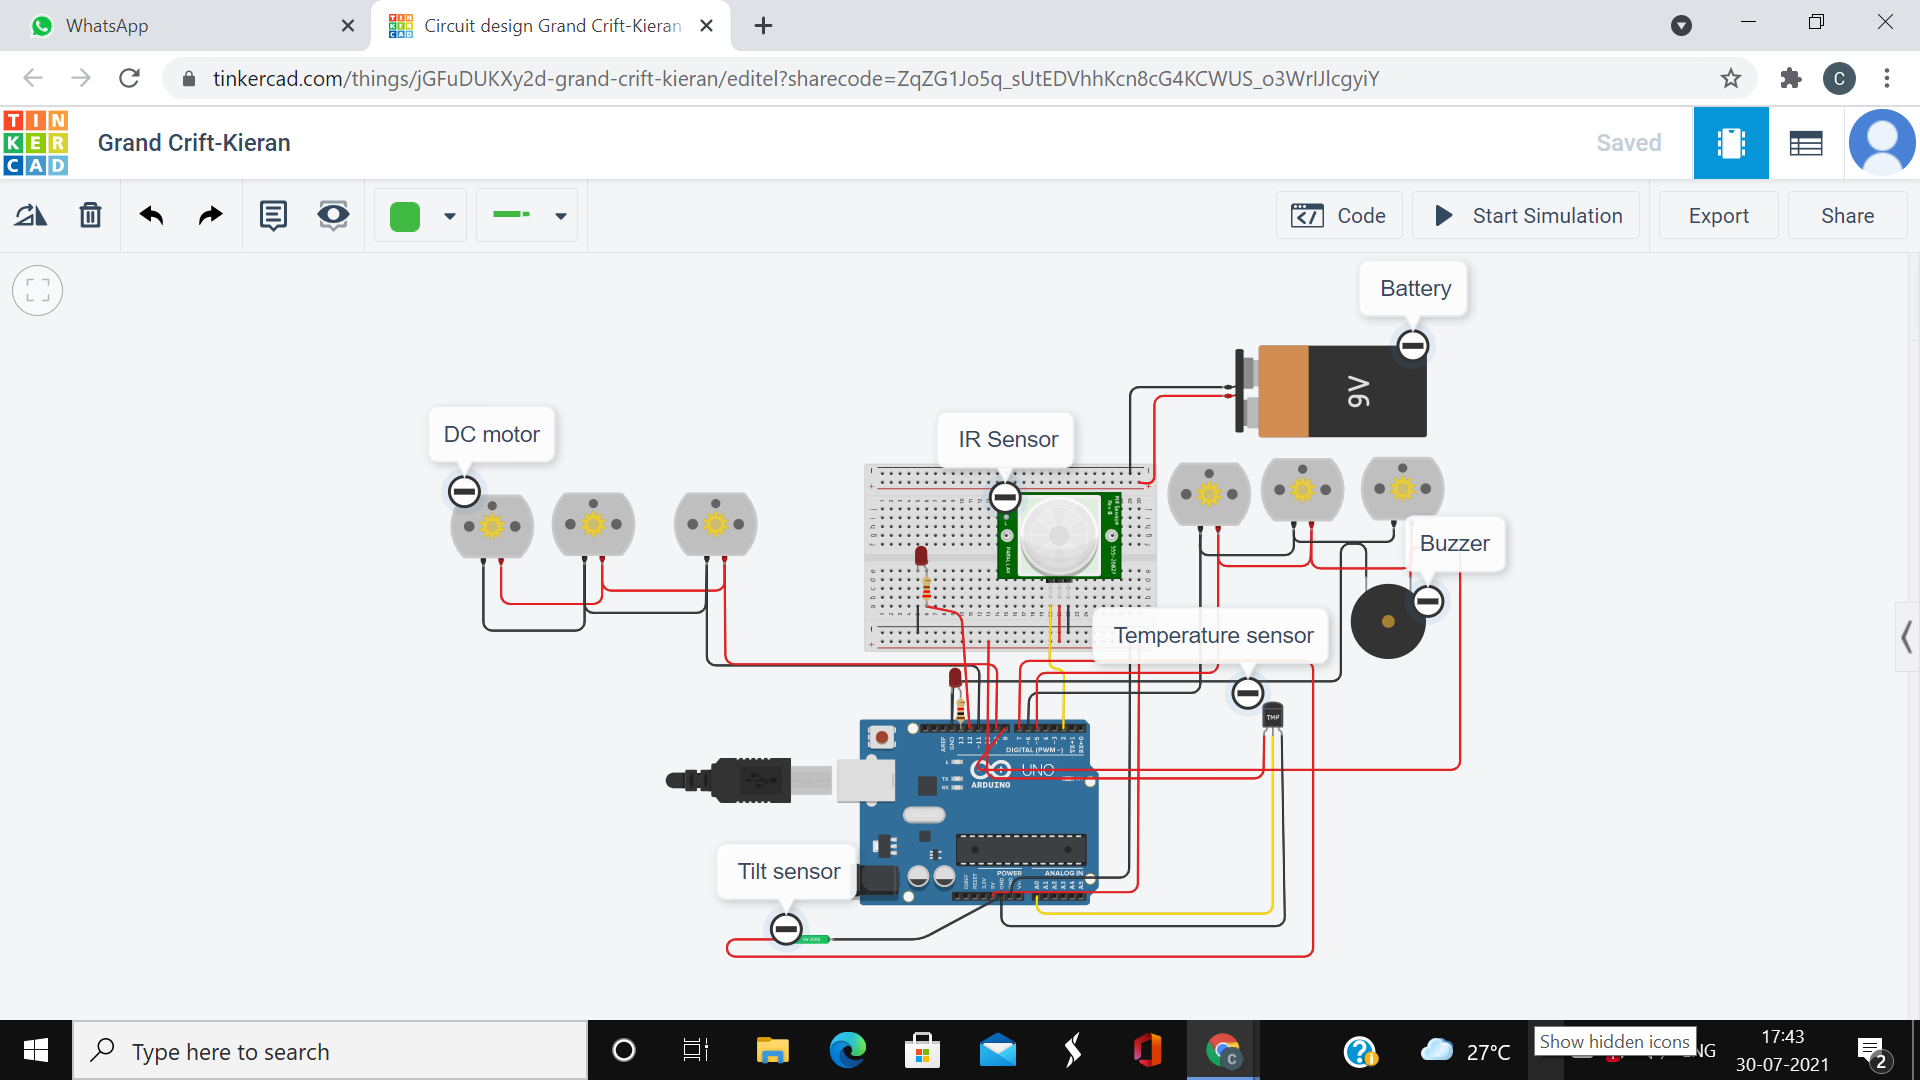 WhatsApp
Circuit design Grand Crift-Kieran
tinkercad.com/things/jGFuDUKXy2d-grand-crift-kieran/editel?sharecode=ZqZG1Jo5q_sUtEDVhhKcn8cG4KCWUS_o3WrIJlcgyiY
C
TIN
KER
CAD
Grand Crift-Kieran
Saved
Code
Start Simulation
Export
Share
Battery
9V
DC motor
IR Sensor
Buzzer
Temperature sensor
TMP
DIGITAL (PWM~)
UNO
ARDUINO
POWER
ANALOG IN
Tilt sensor
Type here to search
27°C
Show hidden icons
17:43
30-07-2021
2